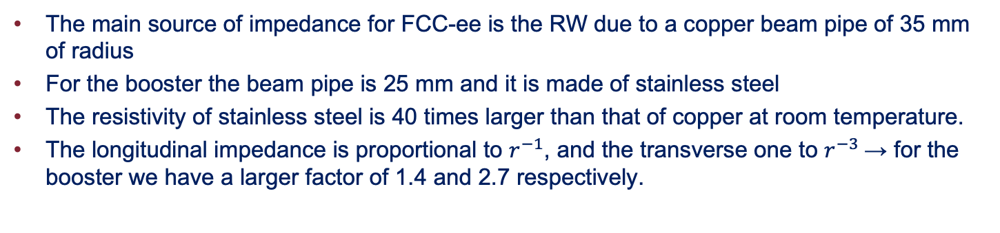 • The main source of impedance for FCC-ee is the RW due to a copper beam pipe of 35 mm
of radius
• For the booster the beam pipe is 25 mm and it is made of stainless steel
• The resistivity of stainless steel is 40 times larger than that of copper at room temperature.
• The longitudinal impedance is proportional to r⁻¹, and the transverse one to r⁻³ → for the
booster we have a larger factor of 1.4 and 2.7 respectively.